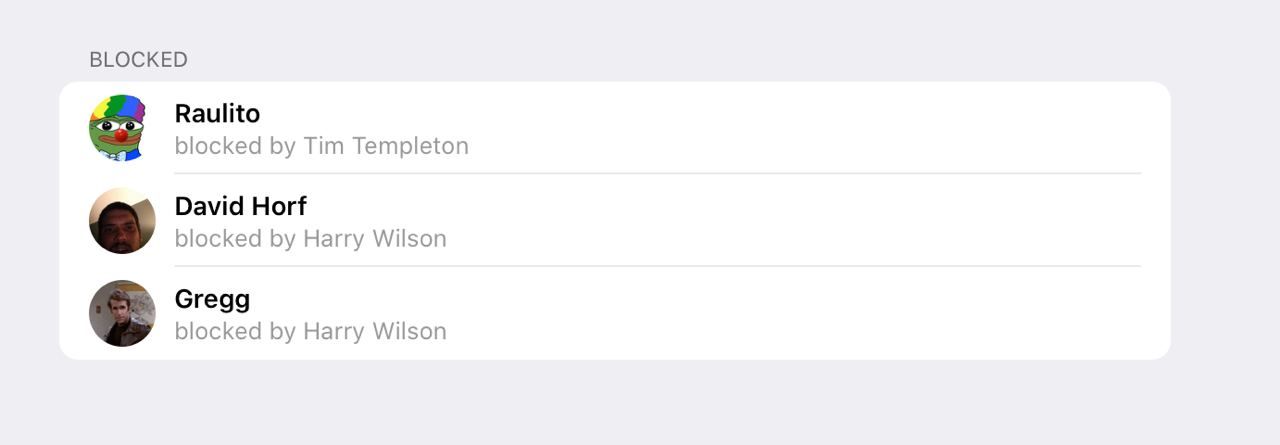 BLOCKED
Raulito
blocked by Tim Templeton
David Horf
blocked by Harry Wilson
Gregg
blocked by Harry Wilson